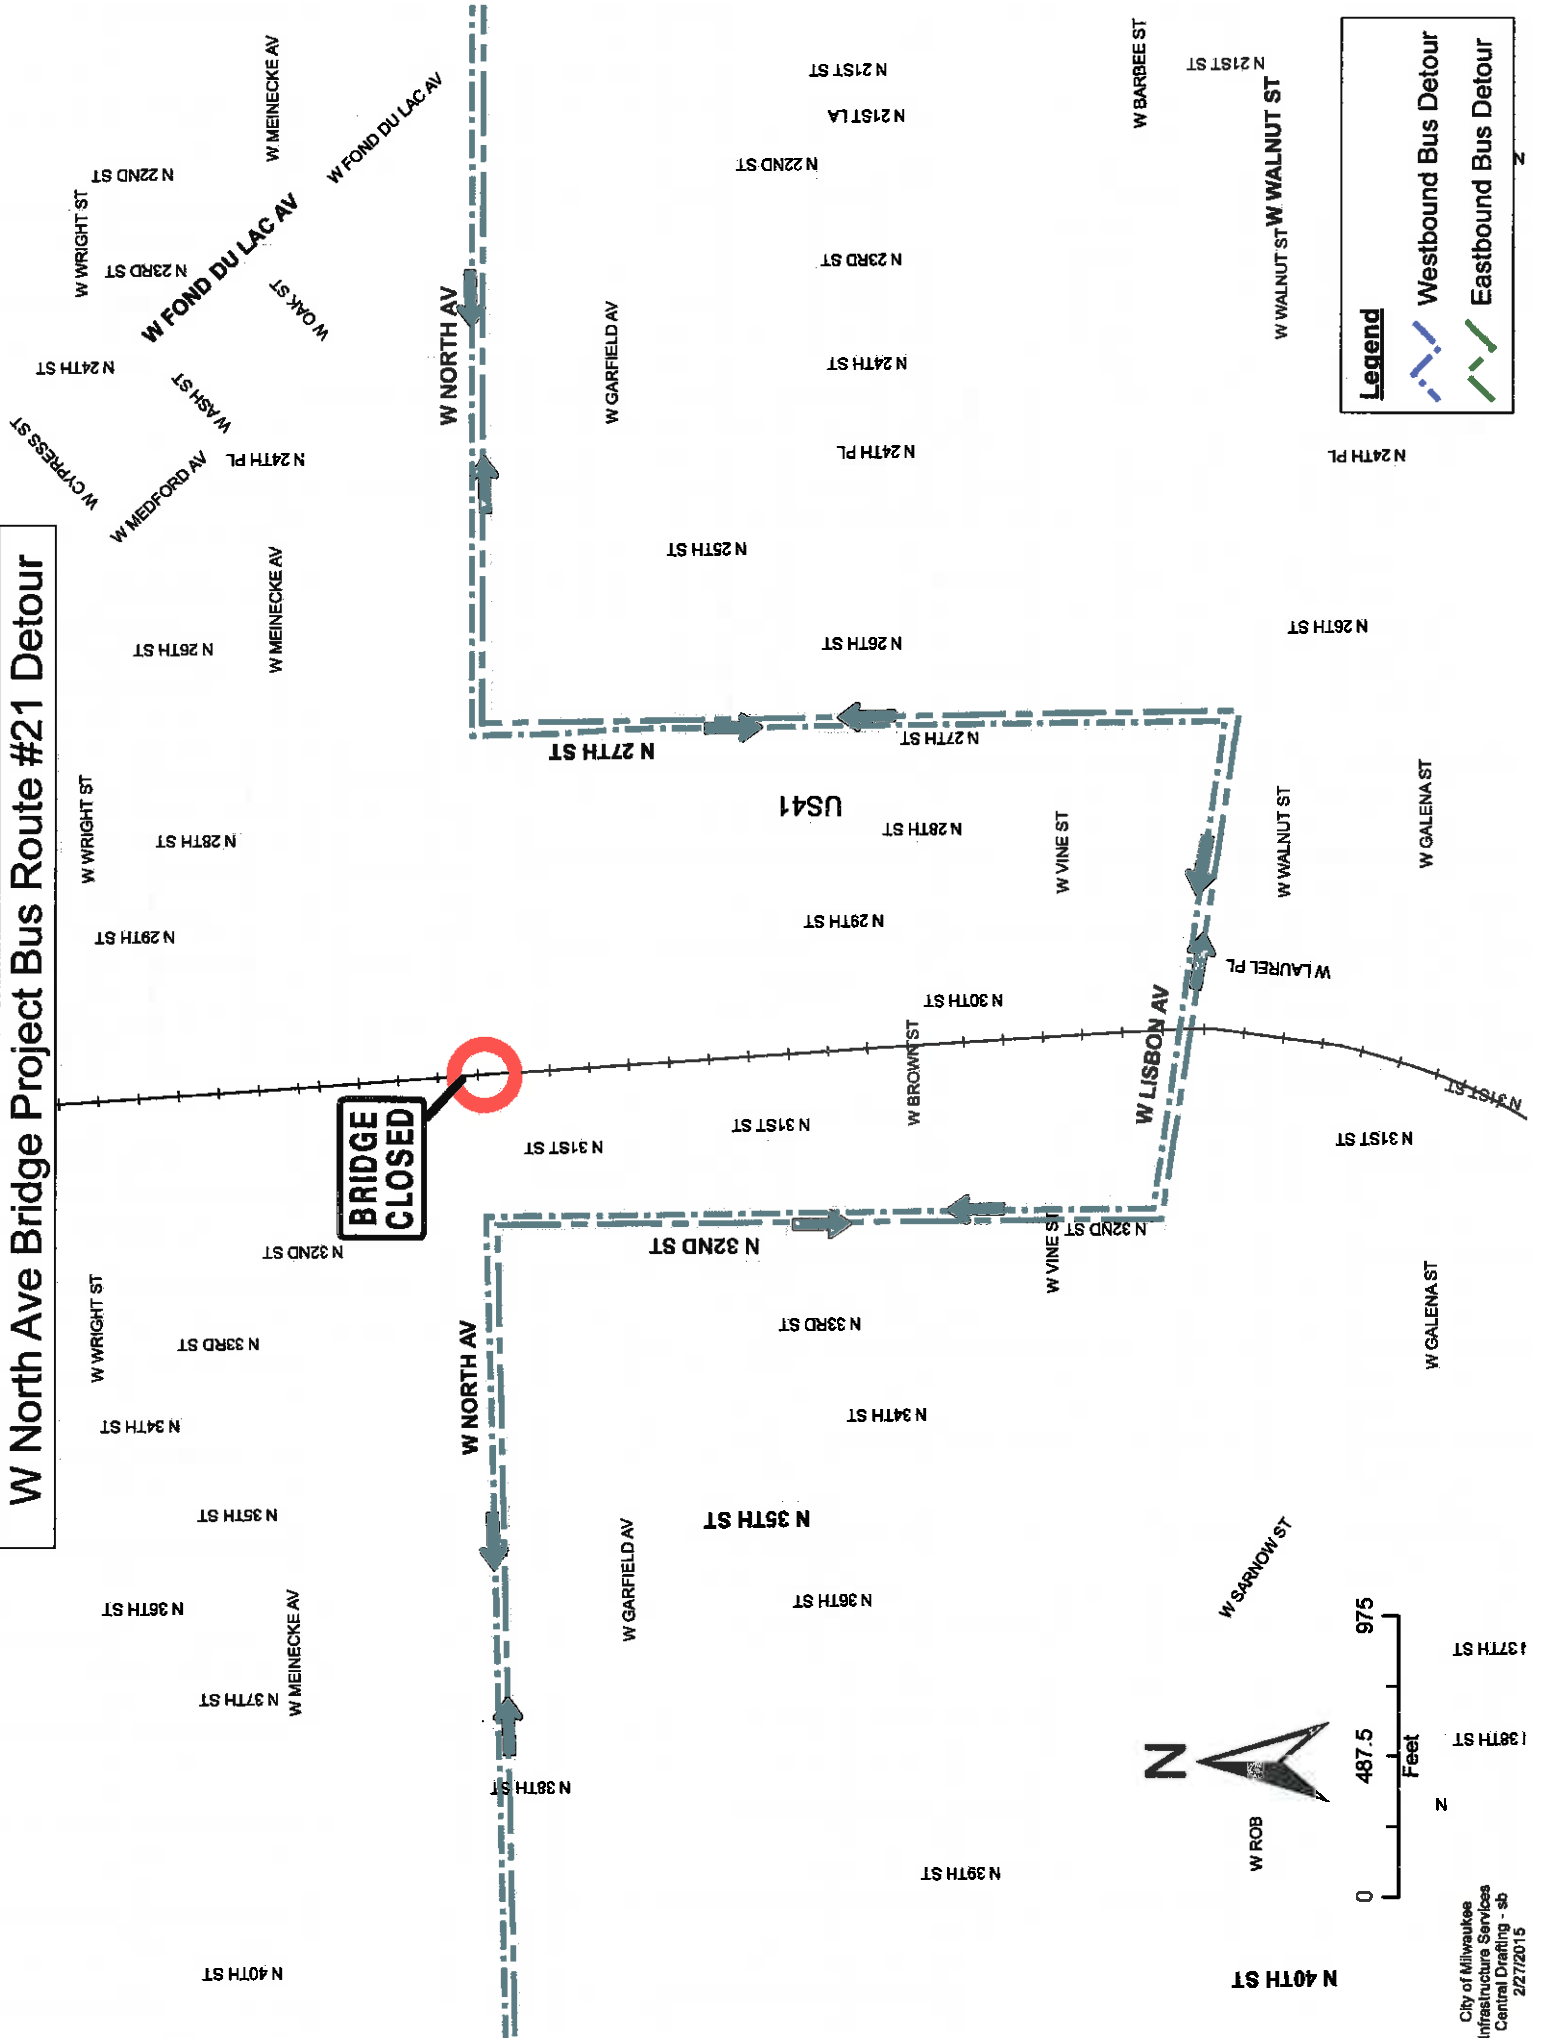 W North Ave Bridge Project Bus Route #21 Detour
W CYPRESS ST
N 24TH ST
W WRIGHT ST
N 22ND ST
W MEINECKE AV
N 23RD ST
W FOND DU LAC AV
W FOND DU LAC AV
W OAK ST
W ASH ST
W MEDFORD AV
N 24TH PL
W MEINECKE AV
N 26TH ST
W WRIGHT ST
N 28TH ST
N 29TH ST
W WRIGHT ST
N 32ND ST
N 33RD ST
N 34TH ST
N 35TH ST
N 36TH ST
W MEINECKE AV
N 37TH ST
N 40TH ST
BRIDGE
CLOSED
W NORTH AV
W NORTH AV
N 38TH ST
W GARFIELD AV
W GARFIELD AV
N 21ST ST
N 21ST LA
N 22ND ST
N 23RD ST
N 24TH ST
N 24TH PL
N 25TH ST
N 26TH ST
N 27TH ST
N 27TH ST
US41
N 28TH ST
N 29TH ST
N 30TH ST
N 31ST ST
N 31ST ST
N 32ND ST
N 32ND ST
N 33RD ST
N 34TH ST
N 35TH ST
N 36TH ST
N 39TH ST
W BROWN ST
W VINE ST
W VINE ST
W LISBON AV
W LAUREL PL
W BARBEE ST
N 21ST ST
W WALNUT ST
W WALNUT ST
W WALNUT ST
N 24TH PL
N 26TH ST
W GALENA ST
W GALENA ST
N 31ST ST
N 31ST ST
W SARNOW ST
W ROB
37TH ST
38TH ST
N
N
N 40TH ST
N
0 487.5 975
Feet
Legend
Westbound Bus Detour
Eastbound Bus Detour
City of Milwaukee
Infrastructure Services
Central Drafting - sb
2/27/2015